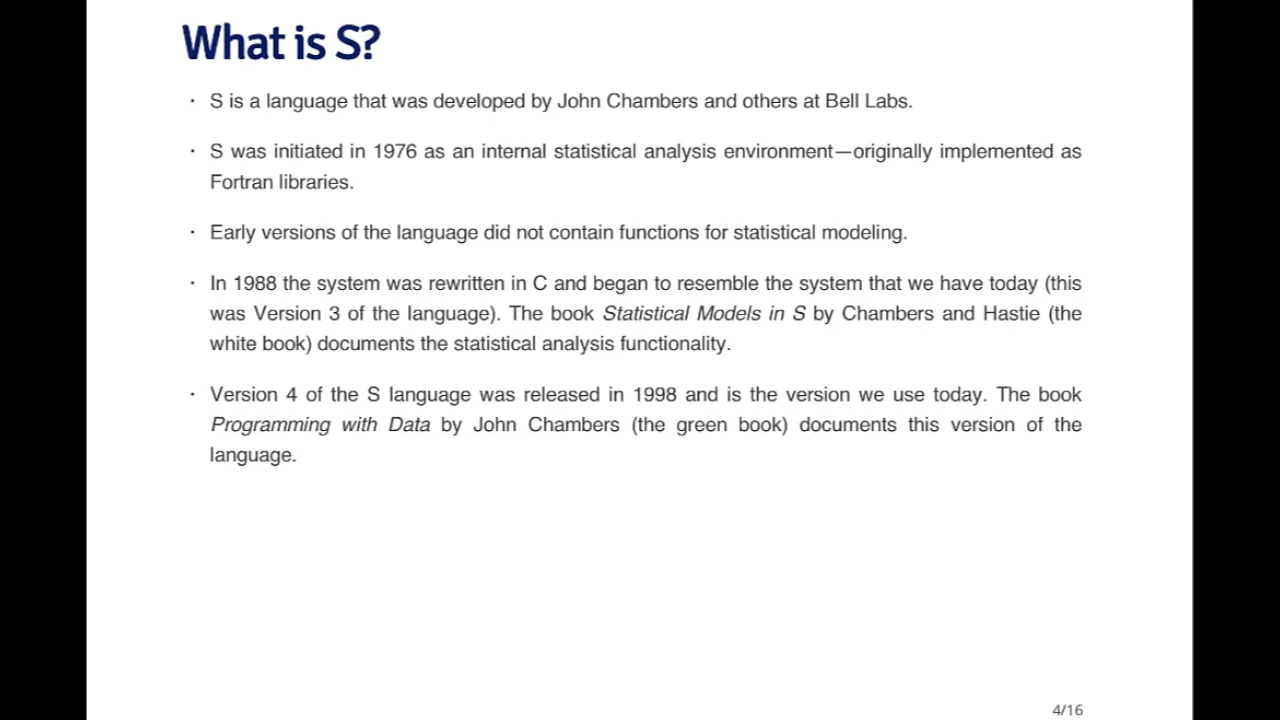 What is S?
· S is a language that was developed by John Chambers and others at Bell Labs.
· S was initiated in 1976 as an internal statistical analysis environment—originally implemented as
Fortran libraries.
· Early versions of the language did not contain functions for statistical modeling.
· In 1988 the system was rewritten in C and began to resemble the system that we have today (this
was Version 3 of the language). The book Statistical Models in S by Chambers and Hastie (the
white book) documents the statistical analysis functionality.
· Version 4 of the S language was released in 1998 and is the version we use today. The book
Programming with Data by John Chambers (the green book) documents this version of the
language.
4/16